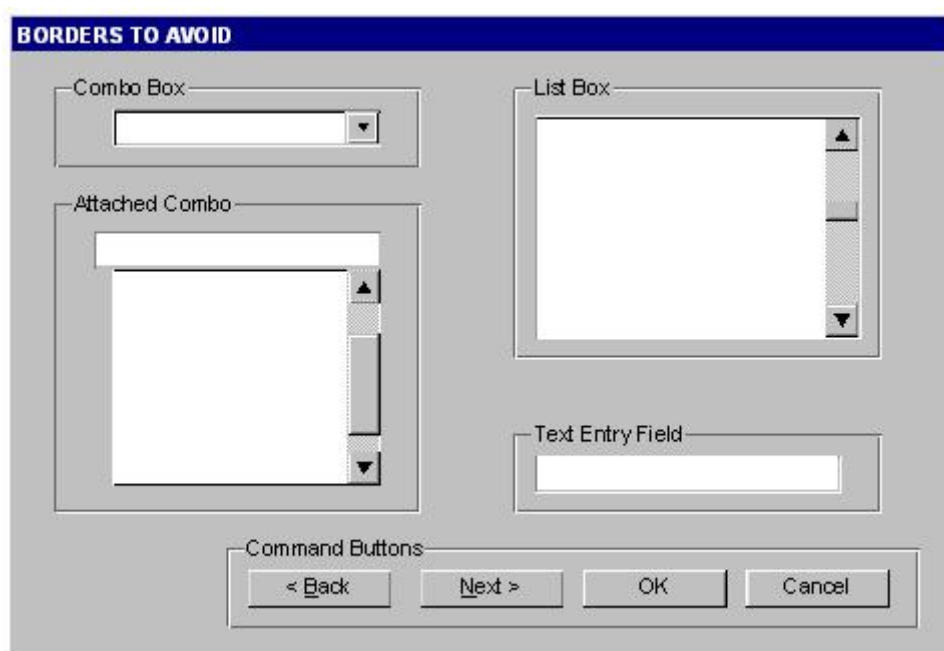 BORDERS TO AVOID
Combo Box
List Box
Attached Combo
Text Entry Field
Command Buttons
< Back
Next >
OK
Cancel